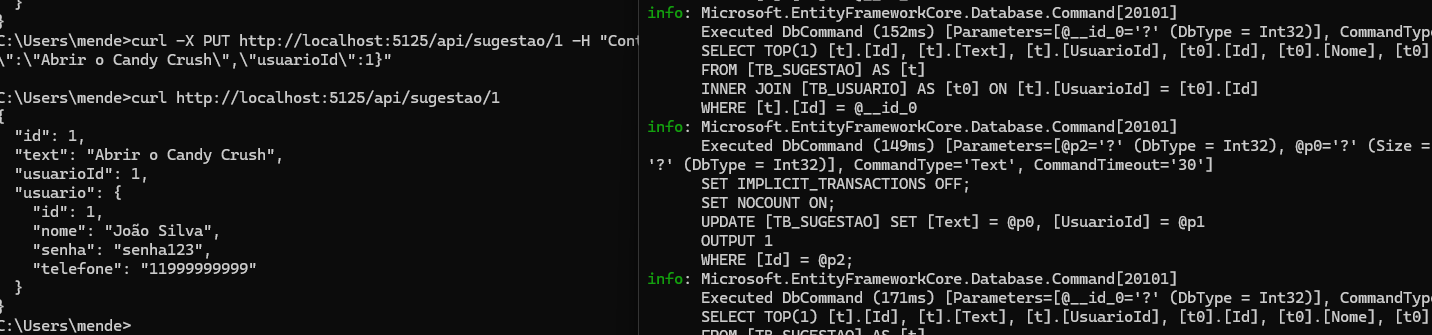 }
}
C:\Users\mende>curl -X PUT http://localhost:5125/api/sugestao/1 -H "Cont
\":\"Abrir o Candy Crush\",\"usuarioId\":1}"
C:\Users\mende>curl http://localhost:5125/api/sugestao/1
{
  "id": 1,
  "text": "Abrir o Candy Crush",
  "usuarioId": 1,
  "usuario": {
    "id": 1,
    "nome": "João Silva",
    "senha": "senha123",
    "telefone": "11999999999"
  }
}
C:\Users\mende>
info: Microsoft.EntityFrameworkCore.Database.Command[20101]
      Executed DbCommand (152ms) [Parameters=[@__id_0='?' (DbType = Int32)], CommandType
      SELECT TOP(1) [t].[Id], [t].[Text], [t].[UsuarioId], [t0].[Id], [t0].[Nome], [t0]
      FROM [TB_SUGESTAO] AS [t]
      INNER JOIN [TB_USUARIO] AS [t0] ON [t].[UsuarioId] = [t0].[Id]
      WHERE [t].[Id] = @__id_0
info: Microsoft.EntityFrameworkCore.Database.Command[20101]
      Executed DbCommand (149ms) [Parameters=[@p2='?' (DbType = Int32), @p0='?' (Size =
'?' (DbType = Int32)], CommandType='Text', CommandTimeout='30']
      SET IMPLICIT_TRANSACTIONS OFF;
      SET NOCOUNT ON;
      UPDATE [TB_SUGESTAO] SET [Text] = @p0, [UsuarioId] = @p1
      OUTPUT 1
      WHERE [Id] = @p2;
info: Microsoft.EntityFrameworkCore.Database.Command[20101]
      Executed DbCommand (171ms) [Parameters=[@__id_0='?' (DbType = Int32)], CommandType
      SELECT TOP(1) [t].[Id], [t].[Text], [t].[UsuarioId], [t0].[Id], [t0].[Nome], [t0]
      FROM [TB_SUGESTAO] AS [t]